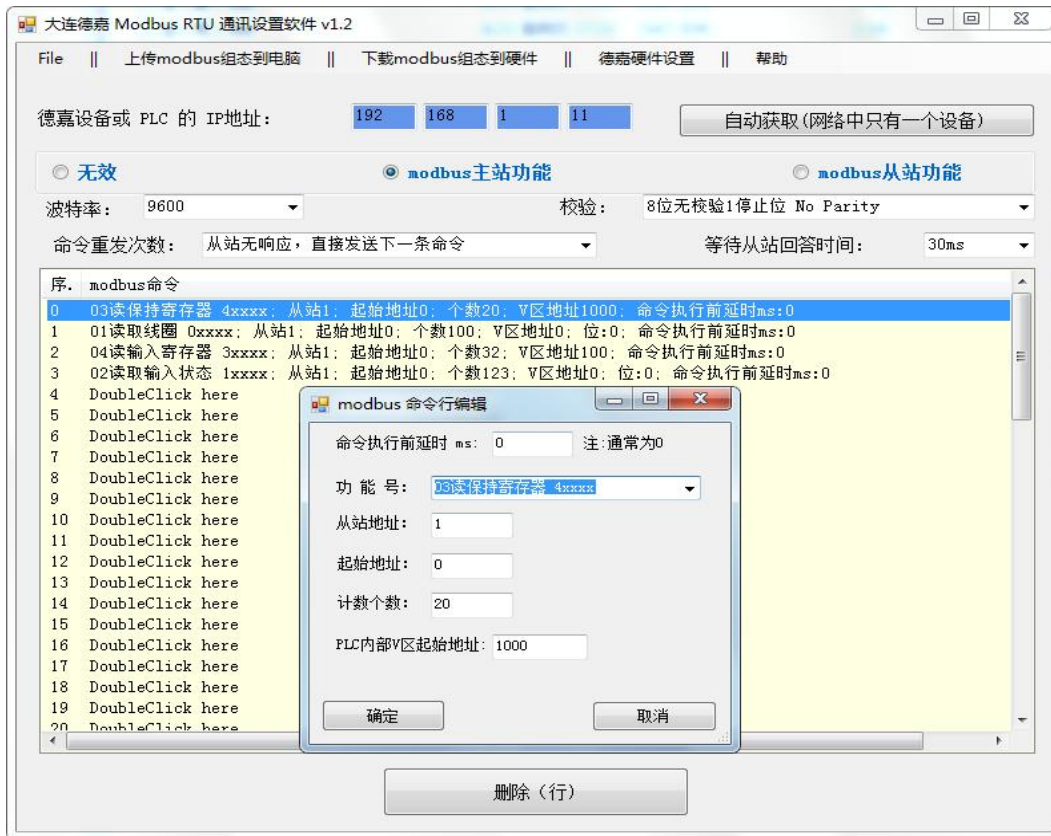 大连德嘉 Modbus RTU 通讯设置软件 v1.2
File || 上传modbus组态到电脑 || 下载modbus组态到硬件 || 德嘉硬件设置 || 帮助
德嘉设备或 PLC 的 IP地址: 192 168 1 11 自动获取(网络中只有一个设备)
无效 modbus主站功能 modbus从站功能
波特率: 9600 校验: 8位无校验1停止位 No Parity
命令重发次数: 从站无响应，直接发送下一条命令 等待从站回答时间: 30ms
序. modbus命令
0 03读保持寄存器 4xxxx; 从站1; 起始地址0; 个数20; V区地址1000; 命令执行前延时ms:0
1 01读取线圈 0xxxx; 从站1; 起始地址0; 个数100; V区地址0; 位:0; 命令执行前延时ms:0
2 04读输入寄存器 3xxxx; 从站1; 起始地址0; 个数32; V区地址100; 命令执行前延时ms:0
3 02读取输入状态 1xxxx; 从站1; 起始地址0; 个数123; V区地址0; 位:0; 命令执行前延时ms:0
4 DoubleClick here
5 DoubleClick here
6 DoubleClick here
7 DoubleClick here
8 DoubleClick here
9 DoubleClick here
10 DoubleClick here
11 DoubleClick here
12 DoubleClick here
13 DoubleClick here
14 DoubleClick here
15 DoubleClick here
16 DoubleClick here
17 DoubleClick here
18 DoubleClick here
19 DoubleClick here
20 DoubleClick here
modbus 命令行编辑
命令执行前延时 ms: 0 注:通常为0
功 能 号: 03读保持寄存器 4xxxx
从站地址: 1
起始地址: 0
计数个数: 20
PLC内部V区起始地址: 1000
确定 取消
删除（行）